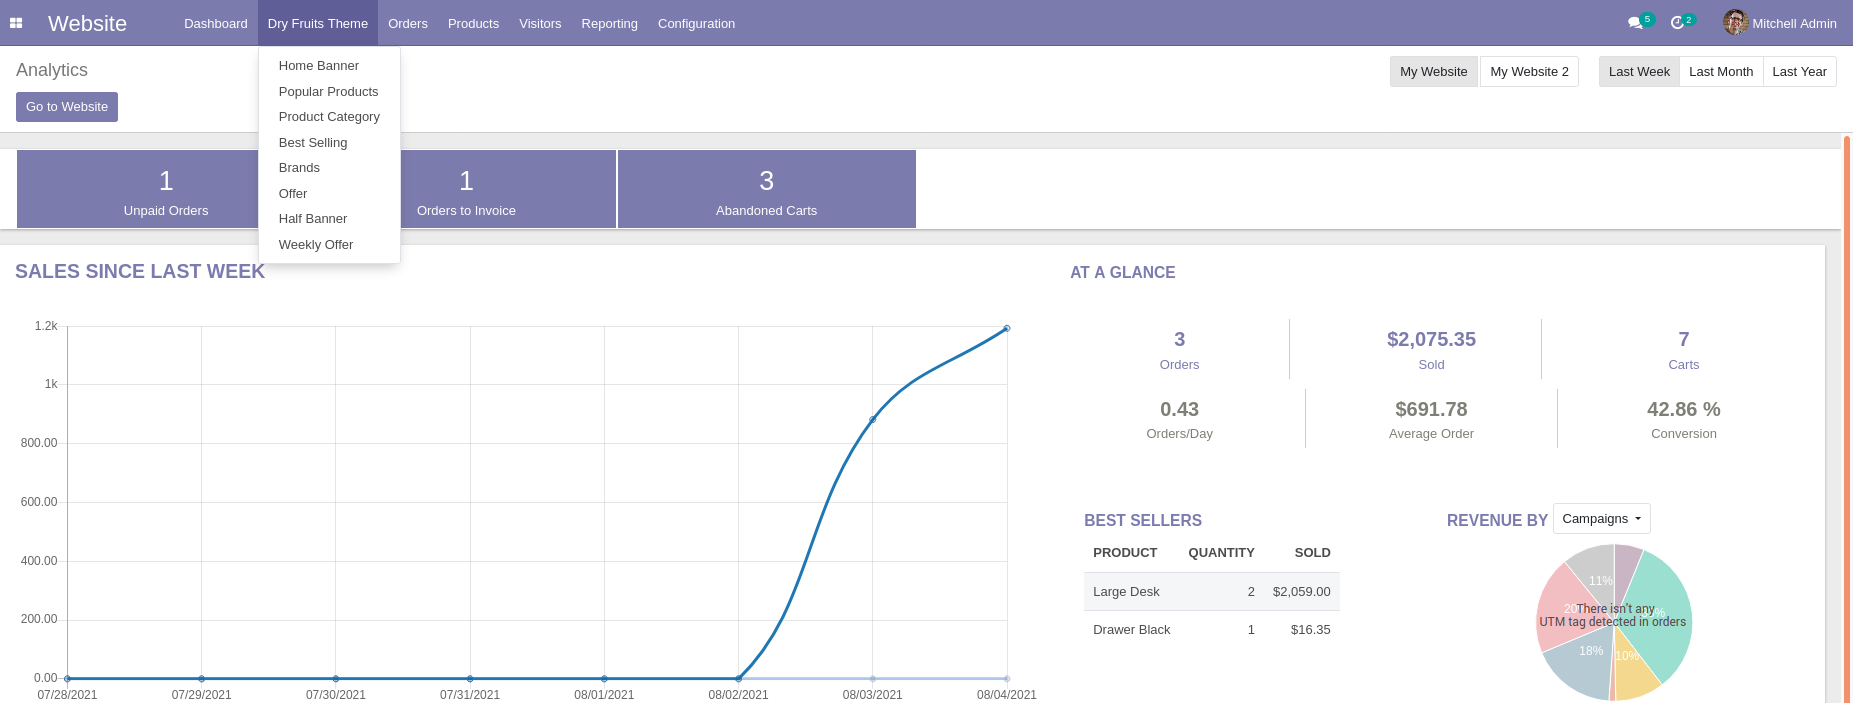 Website Dashboard Dry Fruits Theme Orders Products Visitors Reporting Configuration 5 2 Mitchell Admin
Home Banner
Popular Products
Product Category
Best Selling
Brands
Offer
Half Banner
Weekly Offer
Analytics
My Website My Website 2 Last Week Last Month Last Year
Go to Website
1
Unpaid Orders
1
Orders to Invoice
3
Abandoned Carts
SALES SINCE LAST WEEK
1.2k
1k
800.00
600.00
400.00
200.00
0.00
07/28/2021 07/29/2021 07/30/2021 07/31/2021 08/01/2021 08/02/2021 08/03/2021 08/04/2021
AT A GLANCE
3
Orders
$2,075.35
Sold
7
Carts
0.43
Orders/Day
$691.78
Average Order
42.86 %
Conversion
BEST SELLERS
PRODUCT QUANTITY SOLD
Large Desk 2 $2,059.00
Drawer Black 1 $16.35
REVENUE BY Campaigns
11%
There isn't any
UTM tag detected in orders
18%
10%